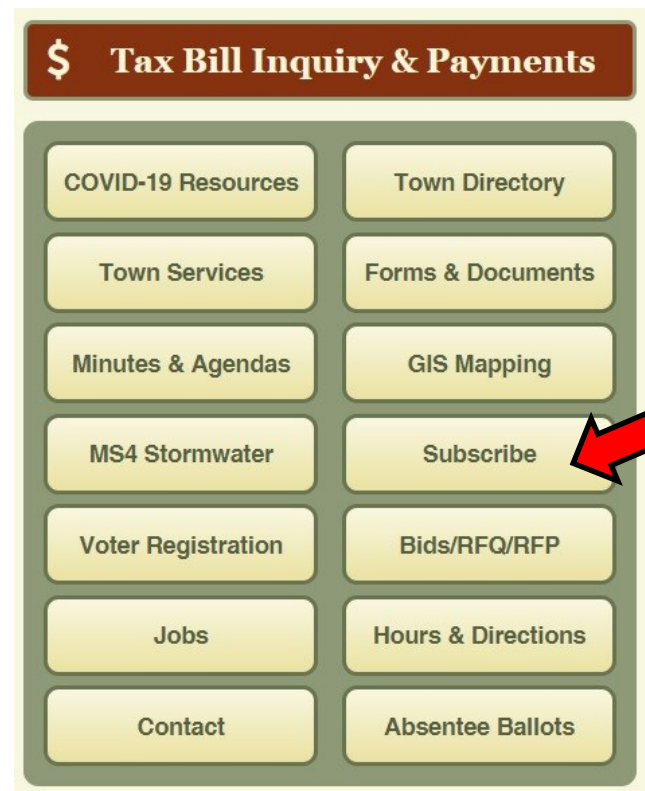 $ Tax Bill Inquiry & Payments
COVID-19 Resources
Town Directory
Town Services
Forms & Documents
Minutes & Agendas
GIS Mapping
MS4 Stormwater
Subscribe
Voter Registration
Bids/RFQ/RFP
Jobs
Hours & Directions
Contact
Absentee Ballots